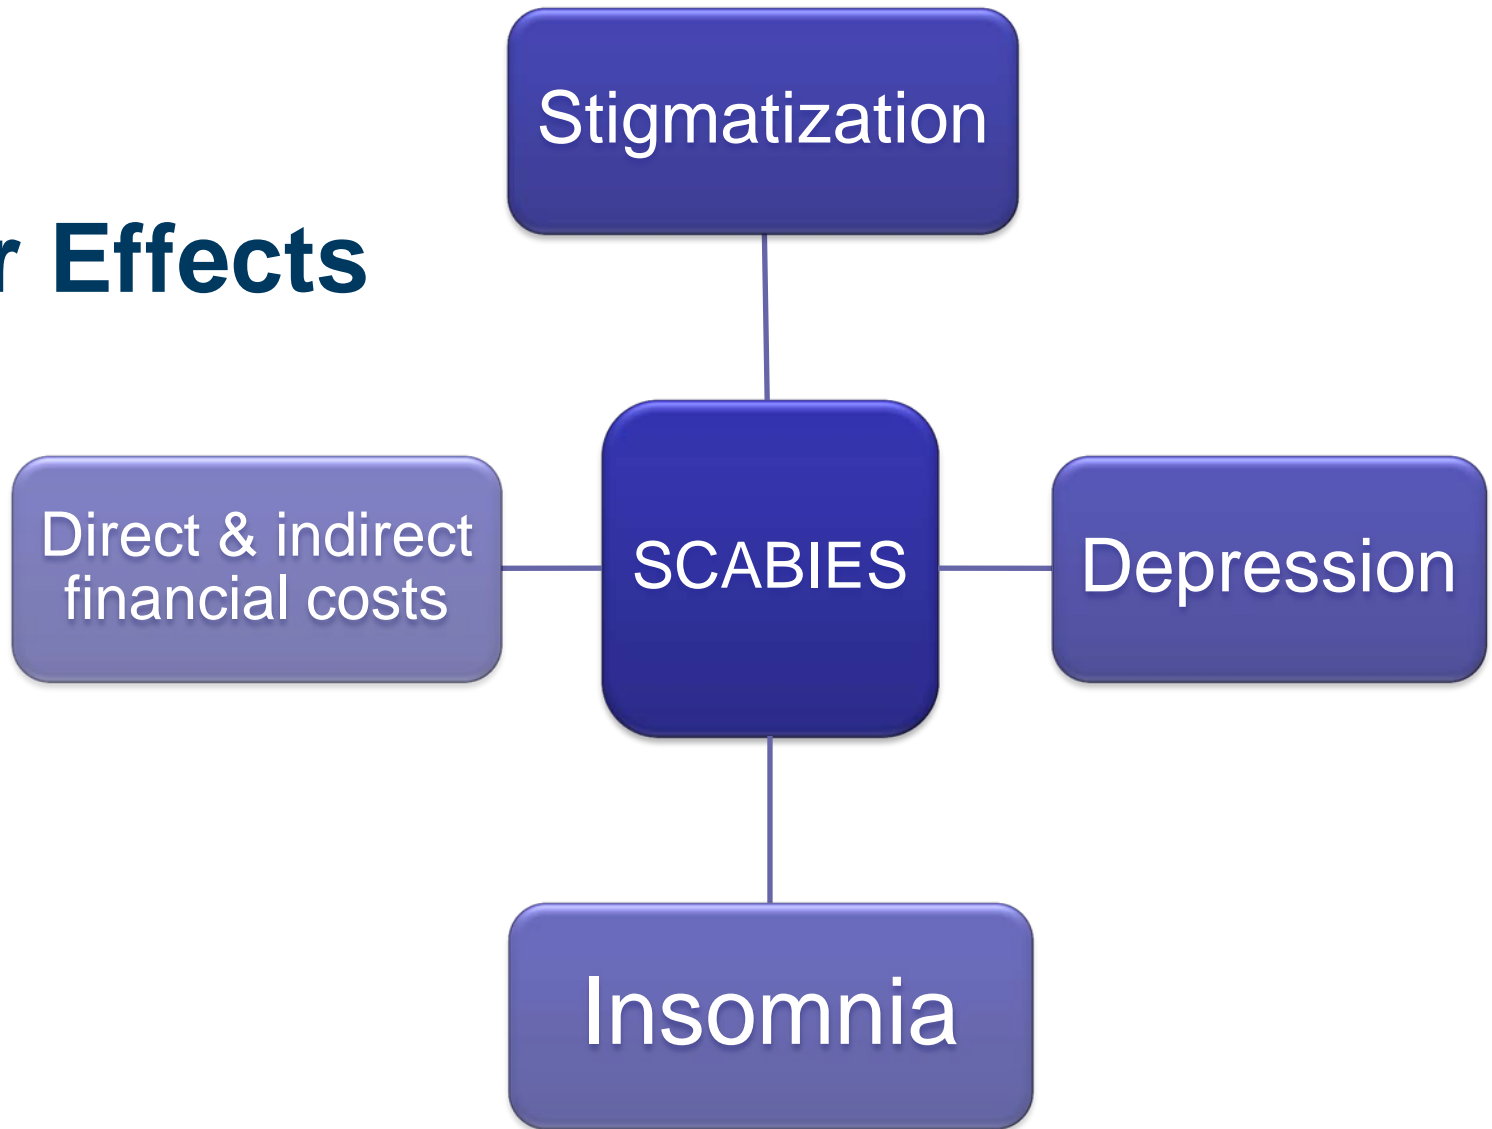 Stigmatization
r Effects
Direct & indirect
financial costs
SCABIES
Depression
Insomnia